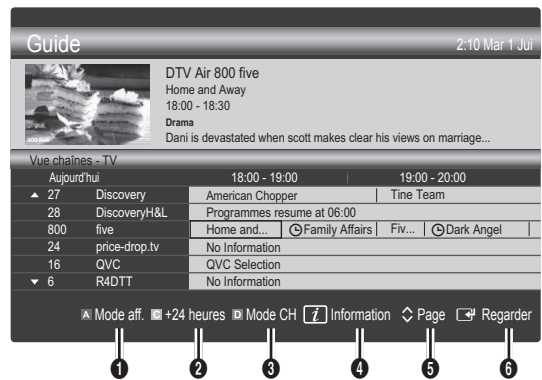 Guide 2:10 Mar 1 Jui
DTV Air 800 five
Home and Away
18:00 - 18:30
Drama
Dani is devastated when scott makes clear his views on marriage...
Vue chaînes - TV
Aujourd'hui 18:00 - 19:00 19:00 - 20:00
▲ 27 Discovery American Chopper Tine Team
28 DiscoveryH&L Programmes resume at 06:00
800 five Home and... Family Affairs Fiv... Dark Angel
24 price-drop.tv No Information
16 QVC QVC Selection
▼ 6 R4DTT No Information
A Mode aff. C +24 heures D Mode CH i Information Page Regarder
1 2 3 4 5 6